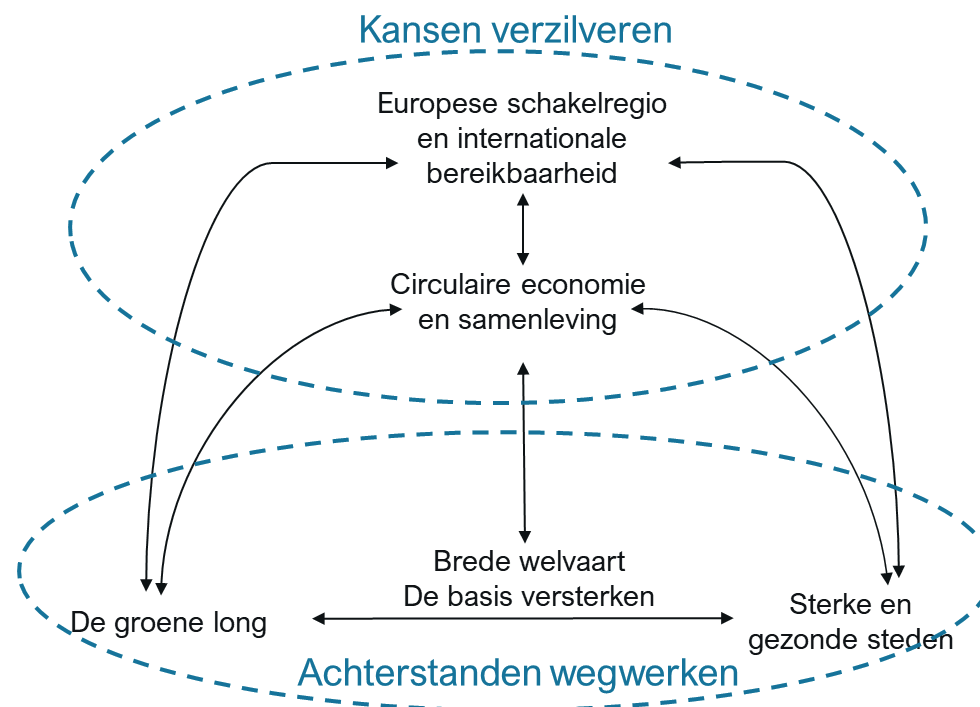 Kansen verzilveren
Europese schakelregio
en internationale
bereikbaarheid
Circulaire economie
en samenleving
Brede welvaart
De basis versterken
De groene long
Sterke en
gezonde steden
Achterstanden wegwerken